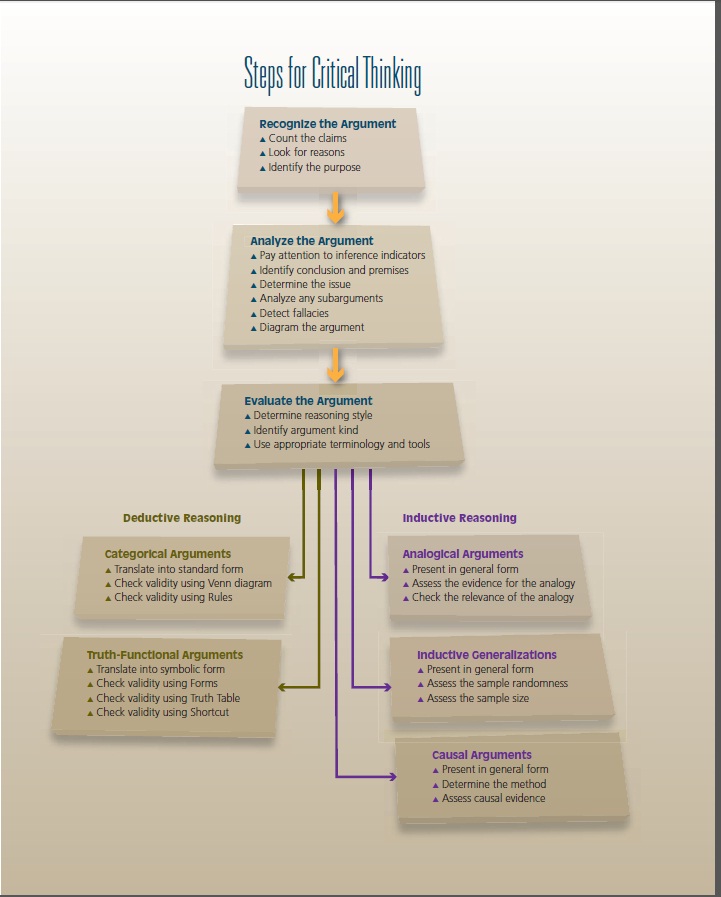 Steps for Critical Thinking
Recognize the Argument
▲ Count the claims
▲ Look for reasons
▲ Identify the purpose
Analyze the Argument
▲ Pay attention to inference indicators
▲ Identify conclusion and premises
▲ Determine the issue
▲ Analyze any subarguments
▲ Detect fallacies
▲ Diagram the argument
Evaluate the Argument
▲ Determine reasoning style
▲ Identify argument kind
▲ Use appropriate terminology and tools
Deductive Reasoning
Categorical Arguments
▲ Translate into standard form
▲ Check validity using Venn diagram
▲ Check validity using Rules
Truth-Functional Arguments
▲ Translate into symbolic form
▲ Check validity using Forms
▲ Check validity using Truth Table
▲ Check validity using Shortcut
Inductive Reasoning
Analogical Arguments
▲ Present in general form
▲ Assess the evidence for the analogy
▲ Check the relevance of the analogy
Inductive Generalizations
▲ Present in general form
▲ Assess the sample randomness
▲ Assess the sample size
Causal Arguments
▲ Present in general form
▲ Determine the method
▲ Assess causal evidence